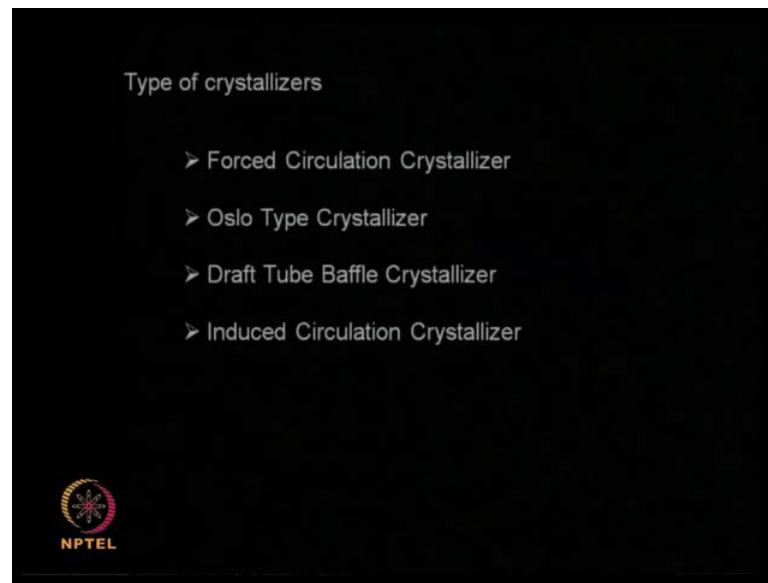 Type of crystallizers
➢ Forced Circulation Crystallizer
➢ Oslo Type Crystallizer
➢ Draft Tube Baffle Crystallizer
➢ Induced Circulation Crystallizer
NPTEL